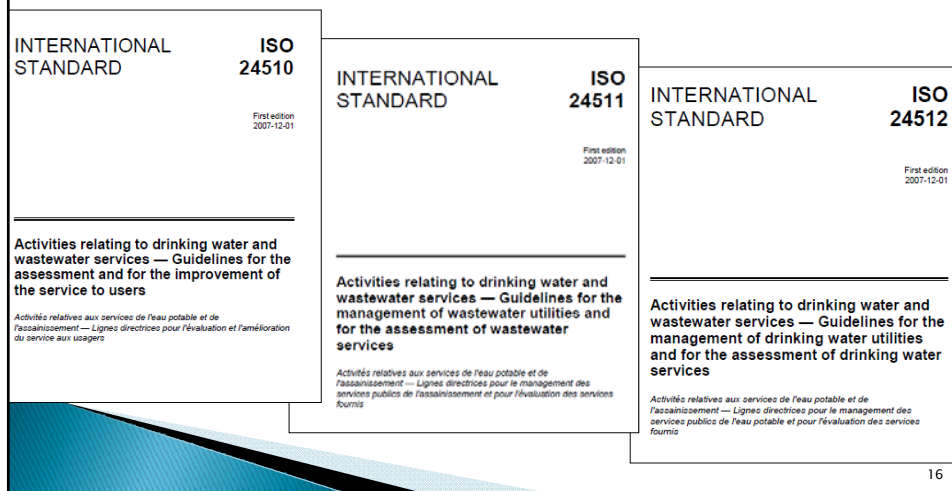 INTERNATIONAL
STANDARD
ISO
24510
First edition
2007-12-01
Activities relating to drinking water and
wastewater services — Guidelines for the
assessment and for the improvement of
the service to users
Activités relatives aux services de l'eau potable et de
l'assainissement — Lignes directrices pour l'évaluation et l'amélioration
du service aux usagers
INTERNATIONAL
STANDARD
ISO
24511
First edition
2007-12-01
Activities relating to drinking water and
wastewater services — Guidelines for the
management of wastewater utilities and
for the assessment of wastewater
services
Activités relatives aux services de l'eau potable et de
l'assainissement — Lignes directrices pour le management des
services publics de l'assainissement et pour l'évaluation des services
fournis
INTERNATIONAL
STANDARD
ISO
24512
First edition
2007-12-01
Activities relating to drinking water and
wastewater services — Guidelines for the
management of drinking water utilities
and for the assessment of drinking water
services
Activités relatives aux services de l'eau potable et de
l'assainissement — Lignes directrices pour le management des
services publics de l'eau potable et pour l'évaluation des services
fournis
16